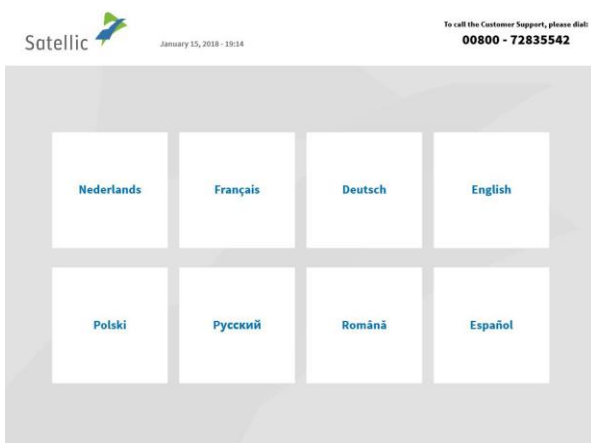 Satellic
January 15, 2018 - 19:14
To call the Customer Support, please dial:
00800 - 72835542
Nederlands
Français
Deutsch
English
Polski
Русский
Română
Español